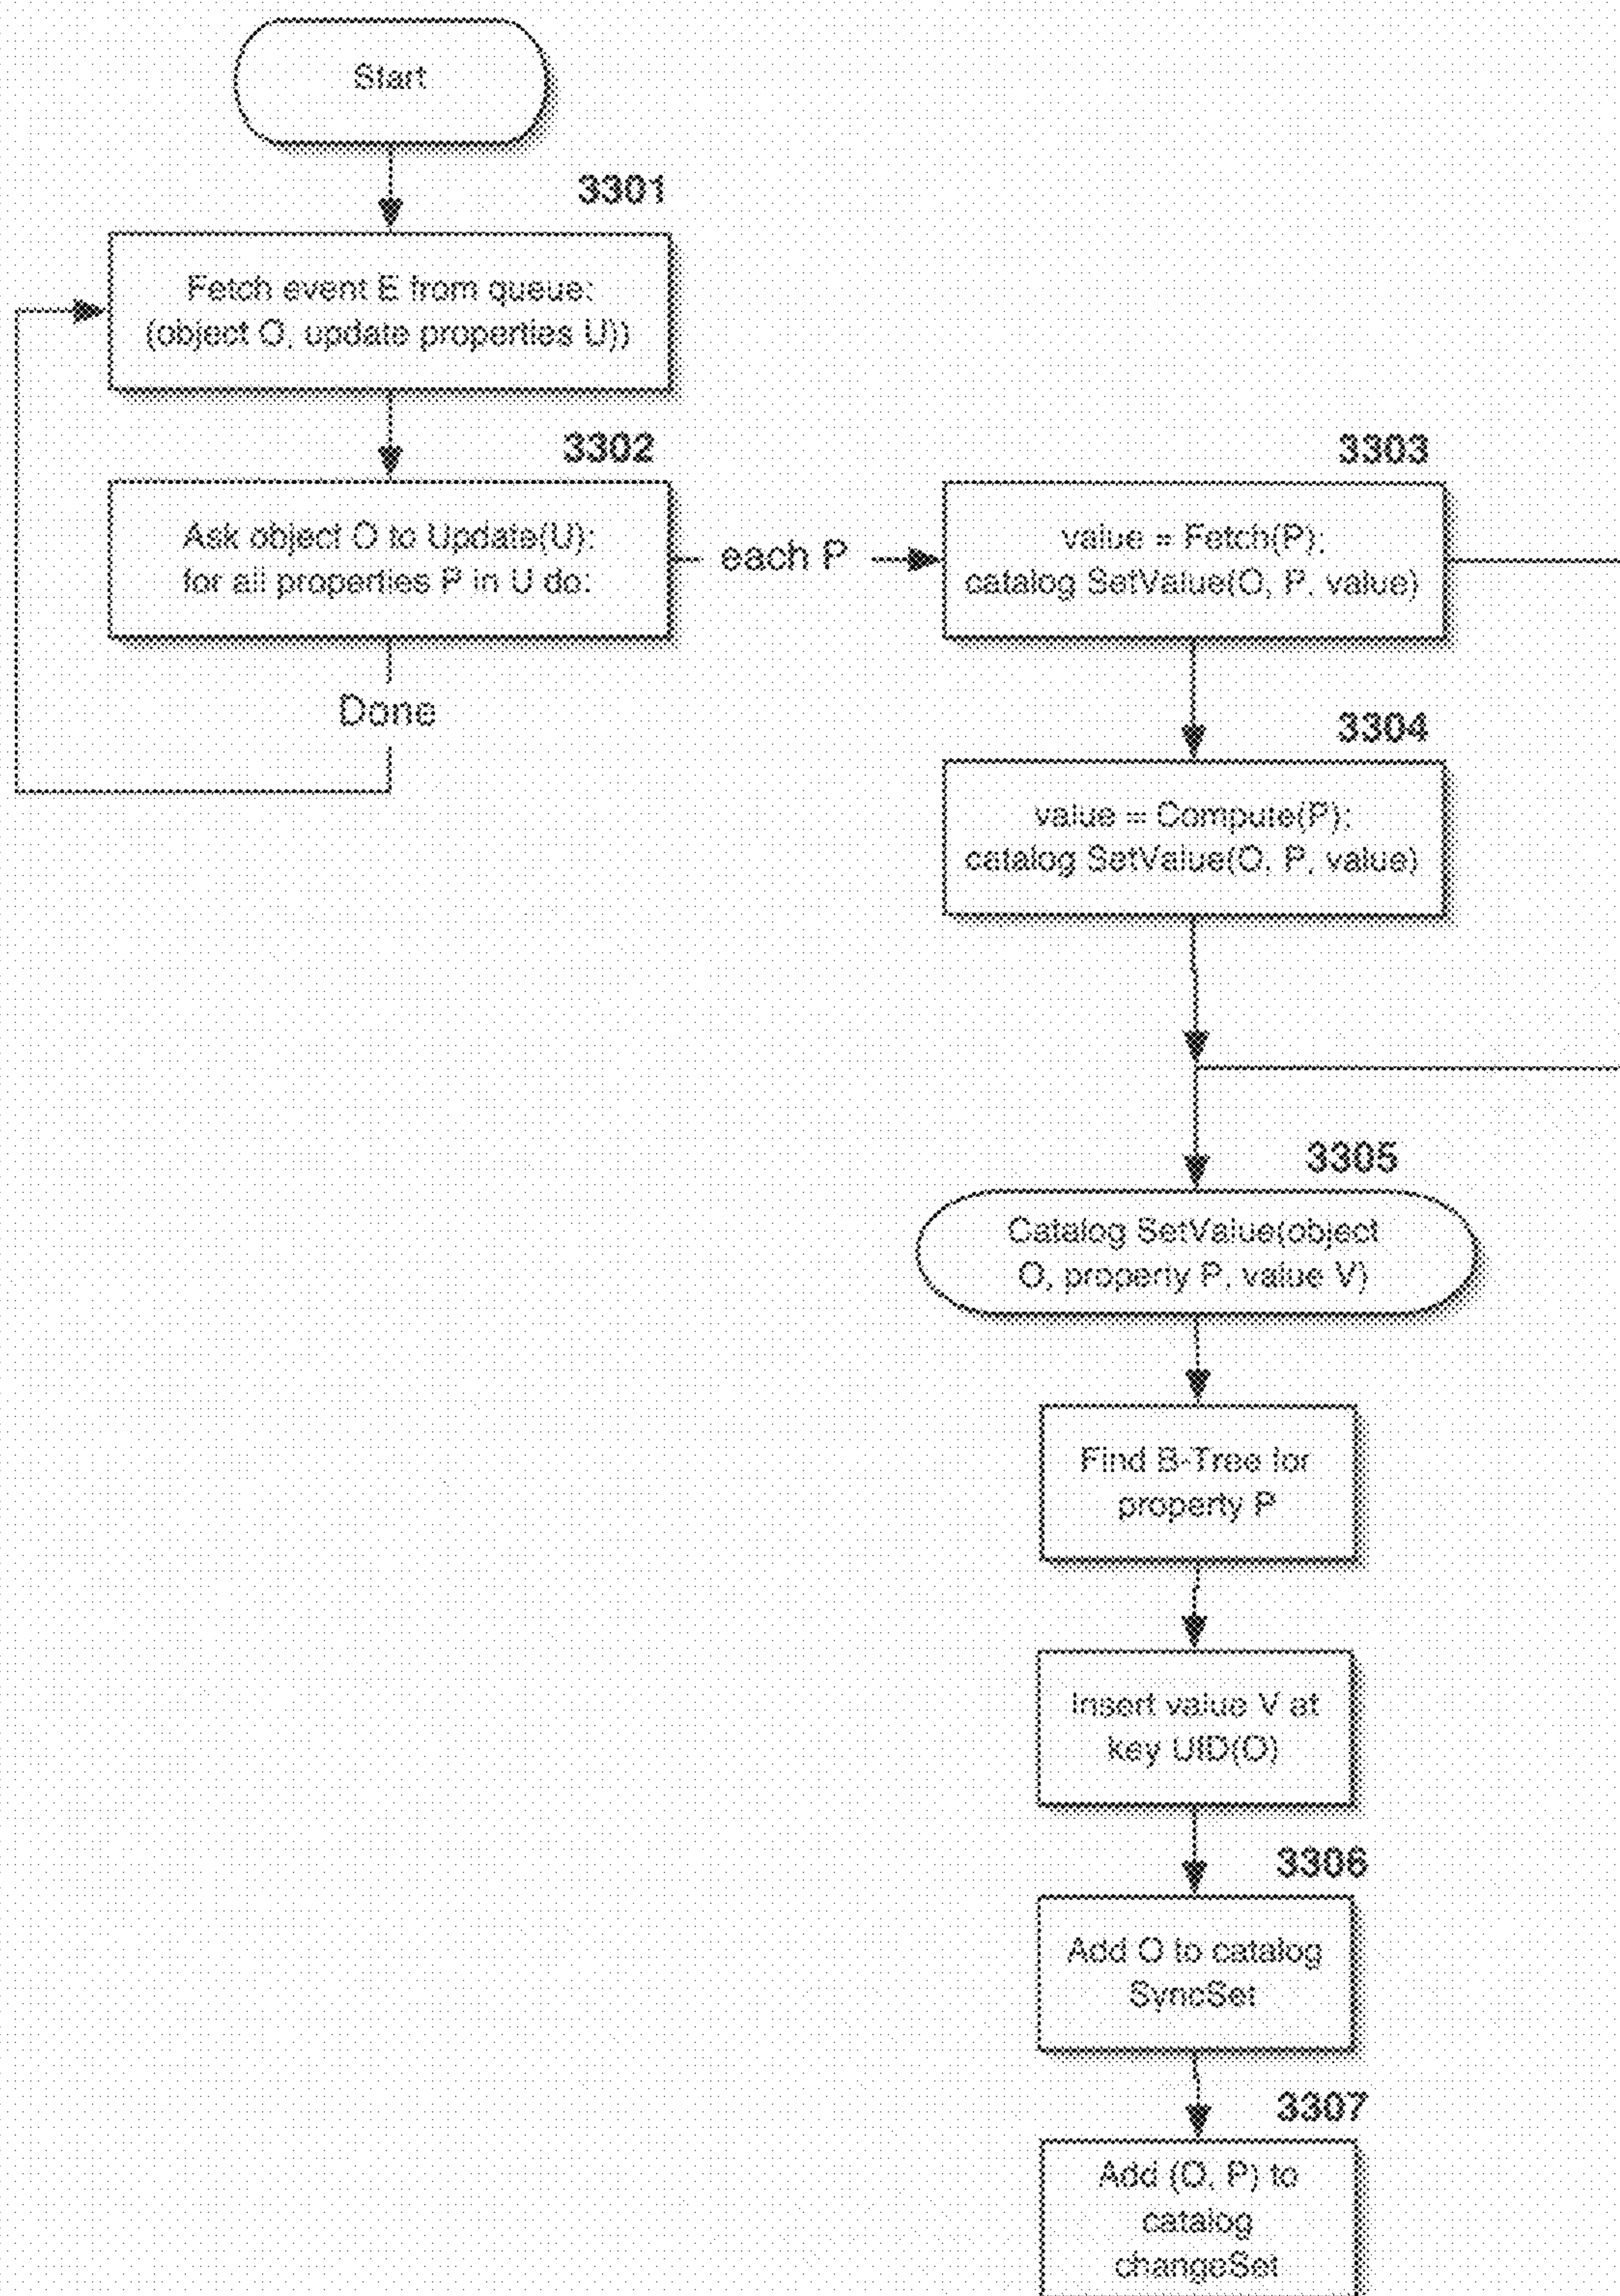 Start
3301
Fetch event E from queue:
(object O, update properties U))
3302
Ask object O to Update(U):
for all properties P in U do:
each P
Done
3303
value = Fetch(P);
catalog SetValue(O, P, value)
3304
value = Compute(P);
catalog SetValue(O, P, value)
3305
Catalog SetValue(object
O, property P, value V)
Find B-Tree for
property P
Insert value V at
key UID(O)
3306
Add O to catalog
SyncSet
3307
Add (O, P) to
catalog
changeSet